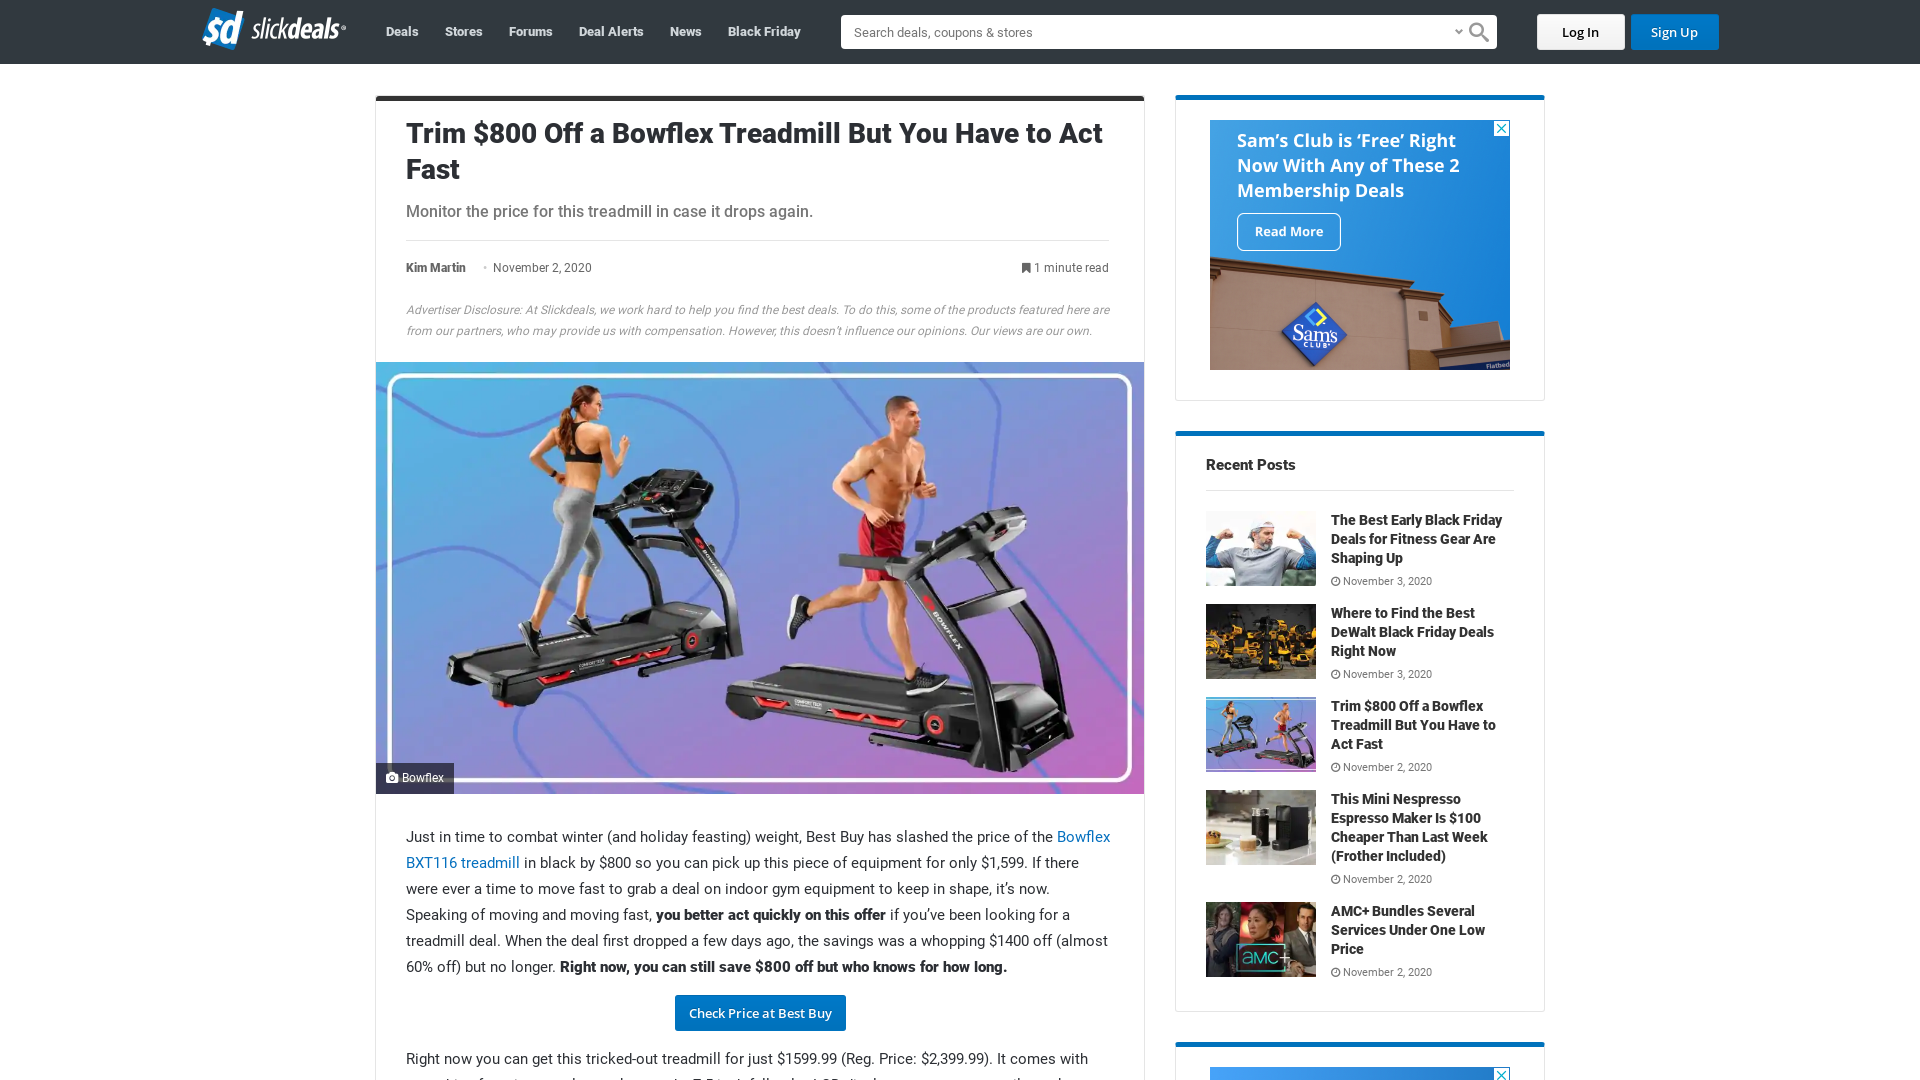 sd slickdeals
Deals Stores Forums Deal Alerts News Black Friday
Search deals, coupons & stores
Log In Sign Up
Trim $800 Off a Bowflex Treadmill But You Have to Act
Fast
Monitor the price for this treadmill in case it drops again.
Kim Martin • November 2, 2020
1 minute read
Advertiser Disclosure: At Slickdeals, we work hard to help you find the best deals. To do this, some of the products featured here are
from our partners, who may provide us with compensation. However, this doesn't influence our opinions. Our views are our own.
BOWFLEX
BOWFLEX
Bowflex
Just in time to combat winter (and holiday feasting) weight, Best Buy has slashed the price of the Bowflex
BXT116 treadmill in black by $800 so you can pick up this piece of equipment for only $1,599. If there
were ever a time to move fast to grab a deal on indoor gym equipment to keep in shape, it’s now.
Speaking of moving and moving fast, you better act quickly on this offer if you’ve been looking for a
treadmill deal. When the deal first dropped a few days ago, the savings was a whopping $1400 off (almost
60% off) but no longer. Right now, you can still save $800 off but who knows for how long.
Check Price at Best Buy
Right now you can get this tricked-out treadmill for just $1599.99 (Reg. Price: $2,399.99). It comes with
Sam’s Club is ‘Free’ Right
Now With Any of These 2
Membership Deals
Read More
Sam's
CLUB
Flatbed
Recent Posts
The Best Early Black Friday
Deals for Fitness Gear Are
Shaping Up
November 3, 2020
Where to Find the Best
DeWalt Black Friday Deals
Right Now
November 3, 2020
Trim $800 Off a Bowflex
Treadmill But You Have to
Act Fast
November 2, 2020
This Mini Nespresso
Espresso Maker Is $100
Cheaper Than Last Week
(Frother Included)
November 2, 2020
aMC+
AMC+ Bundles Several
Services Under One Low
Price
November 2, 2020